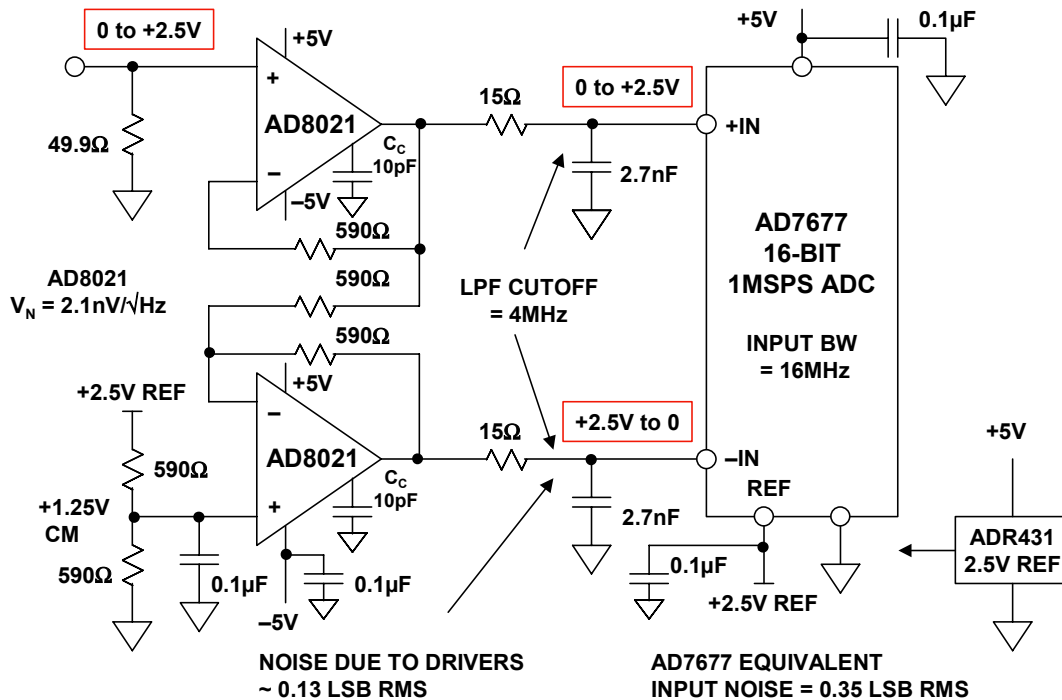 0 to +2.5V
+5V
+5V
0.1µF
+
AD8021
–
–5V
C_C
10pF
49.9Ω
15Ω
0 to +2.5V
+IN
2.7nF
590Ω
590Ω
590Ω
AD8021
V_N = 2.1nV/√Hz
LPF CUTOFF
= 4MHz
AD7677
16-BIT
1MSPS ADC
INPUT BW
= 16MHz
+2.5V REF
+5V
–
AD8021
+
–5V
C_C
10pF
590Ω
+1.25V
CM
590Ω
0.1µF
0.1µF
15Ω
+2.5V to 0
–IN
REF
2.7nF
0.1µF
+2.5V REF
+5V
ADR431
2.5V REF
NOISE DUE TO DRIVERS
~ 0.13 LSB RMS
AD7677 EQUIVALENT
INPUT NOISE = 0.35 LSB RMS